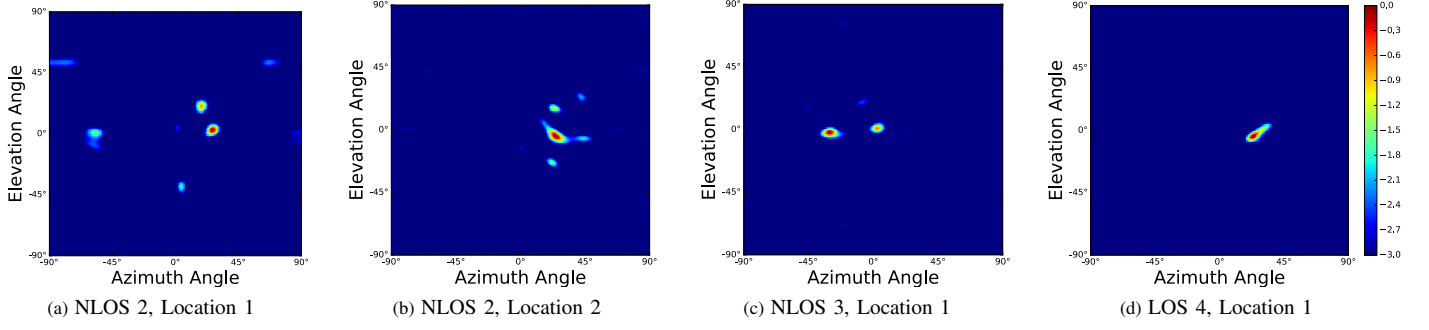 Elevation Angle
90°
45°
0°
-45°
-90°
-90° -45° 0° 45° 90°
Azimuth Angle
(a) NLOS 2, Location 1
Elevation Angle
90°
45°
0°
-45°
-90°
-90° -45° 0° 45° 90°
Azimuth Angle
(b) NLOS 2, Location 2
Elevation Angle
90°
45°
0°
-45°
-90°
-90° -45° 0° 45° 90°
Azimuth Angle
(c) NLOS 3, Location 1
Elevation Angle
90°
45°
0°
-45°
-90°
-90° -45° 0° 45° 90°
Azimuth Angle
(d) LOS 4, Location 1
0,0
−0.3
−0.6
−0.9
−1.2
−1.5
−1.8
−2.1
−2.4
−2.7
−3.0